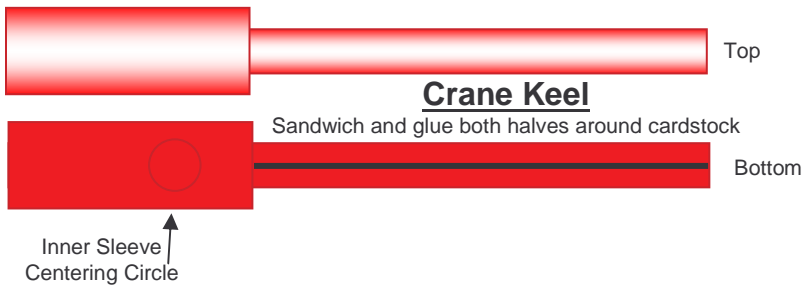 Top
Crane Keel
Sandwich and glue both halves around cardstock
Bottom
Inner Sleeve
Centering Circle